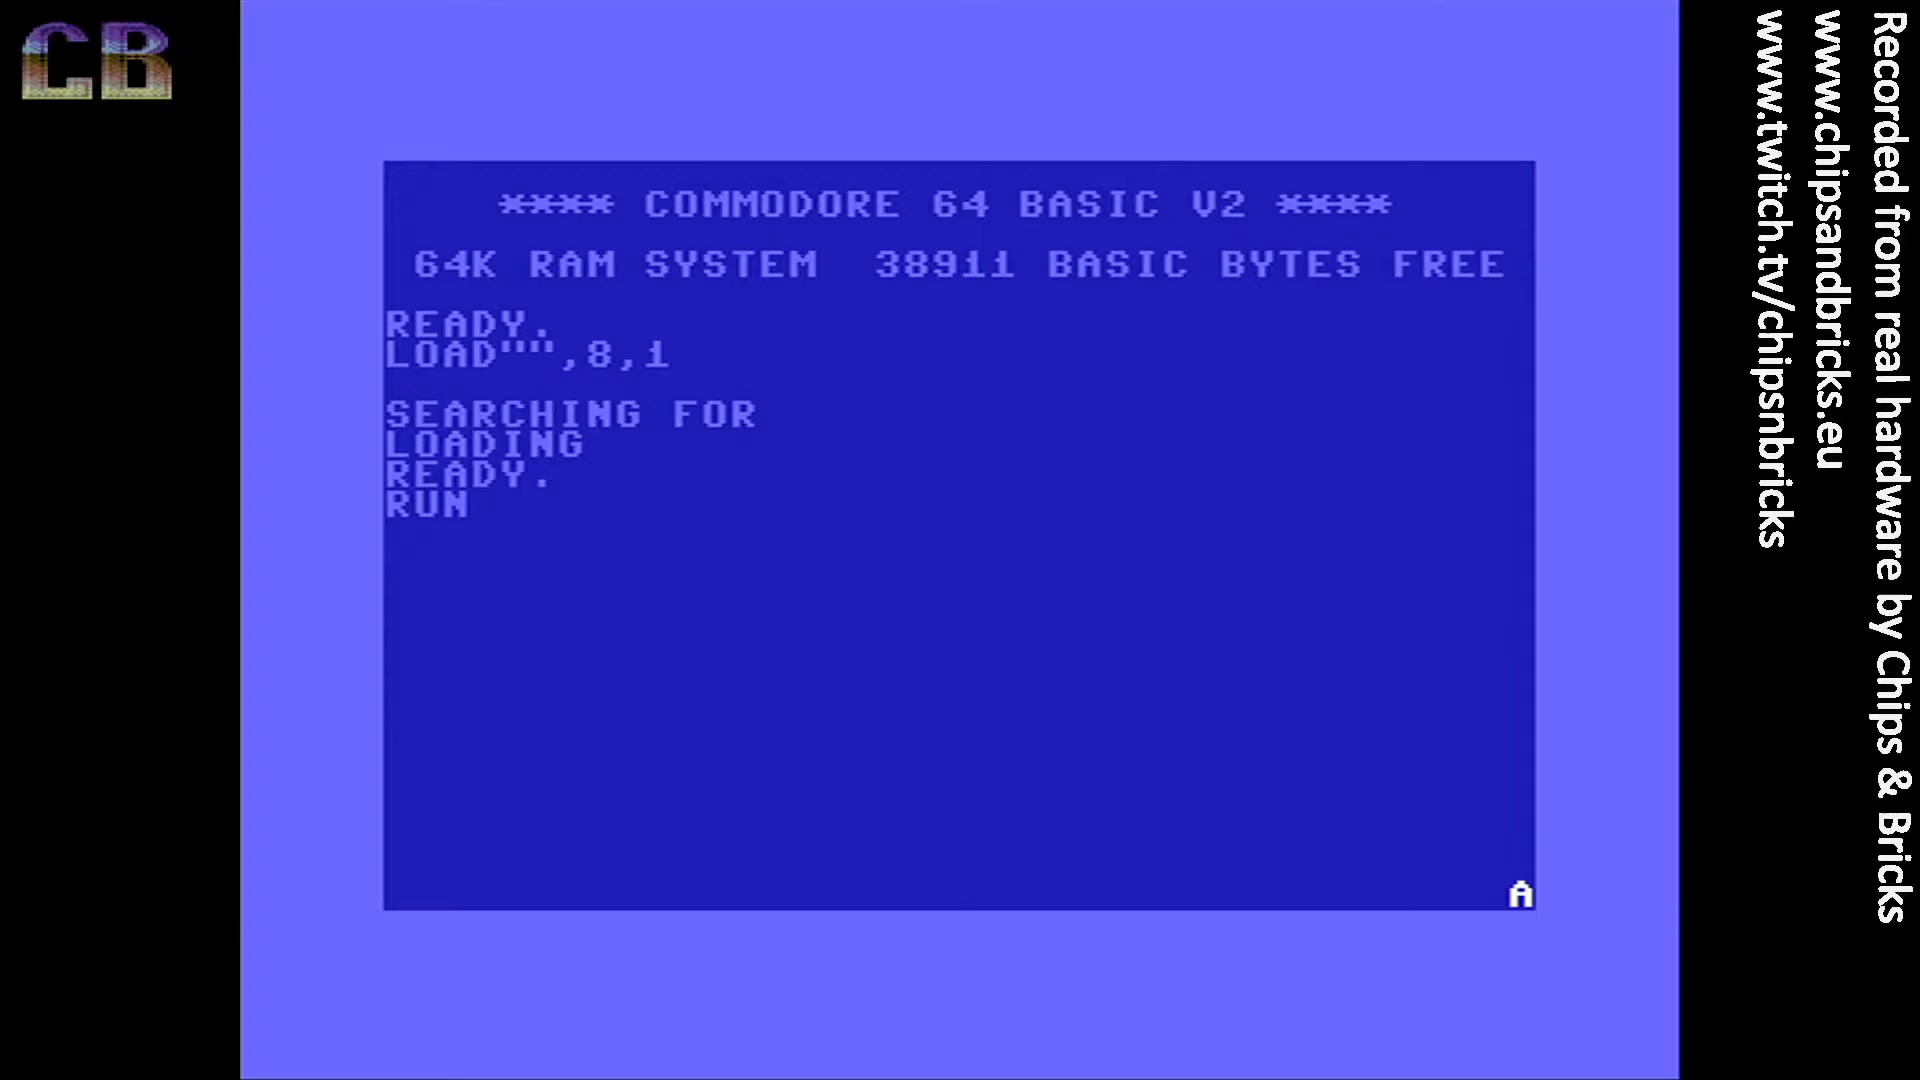 CB
**** COMMODORE 64 BASIC V2 ****
64K RAM SYSTEM  38911 BASIC BYTES FREE
READY.
LOAD"",8,1
SEARCHING FOR
LOADING
READY.
RUN
A
Recorded from real hardware by Chips & Bricks
www.chipsandbricks.eu
www.twitch.tv/chipsnbricks